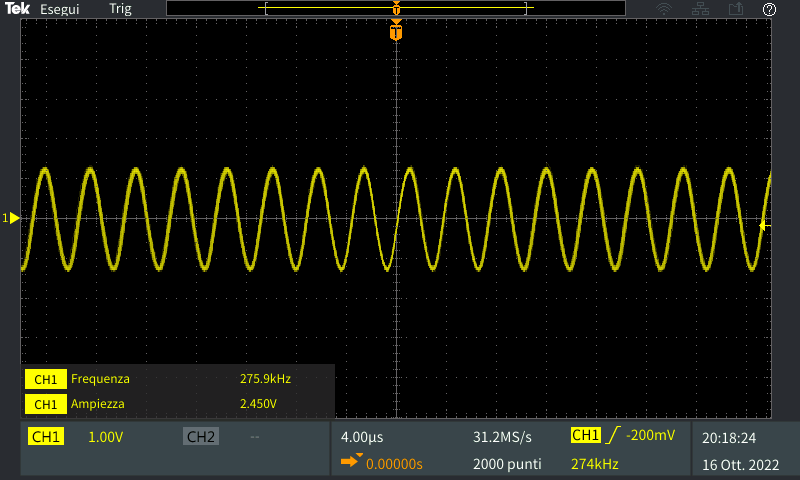 Tek Esegui Trig
T
T
?
1
CH1 Frequenza 275.9kHz
CH1 Ampiezza 2.450V
CH1 1.00V CH2 -- 4.00µs 31.2MS/s CH1 -200mV 20:18:24
0.00000s 2000 punti 274kHz 16 Ott. 2022